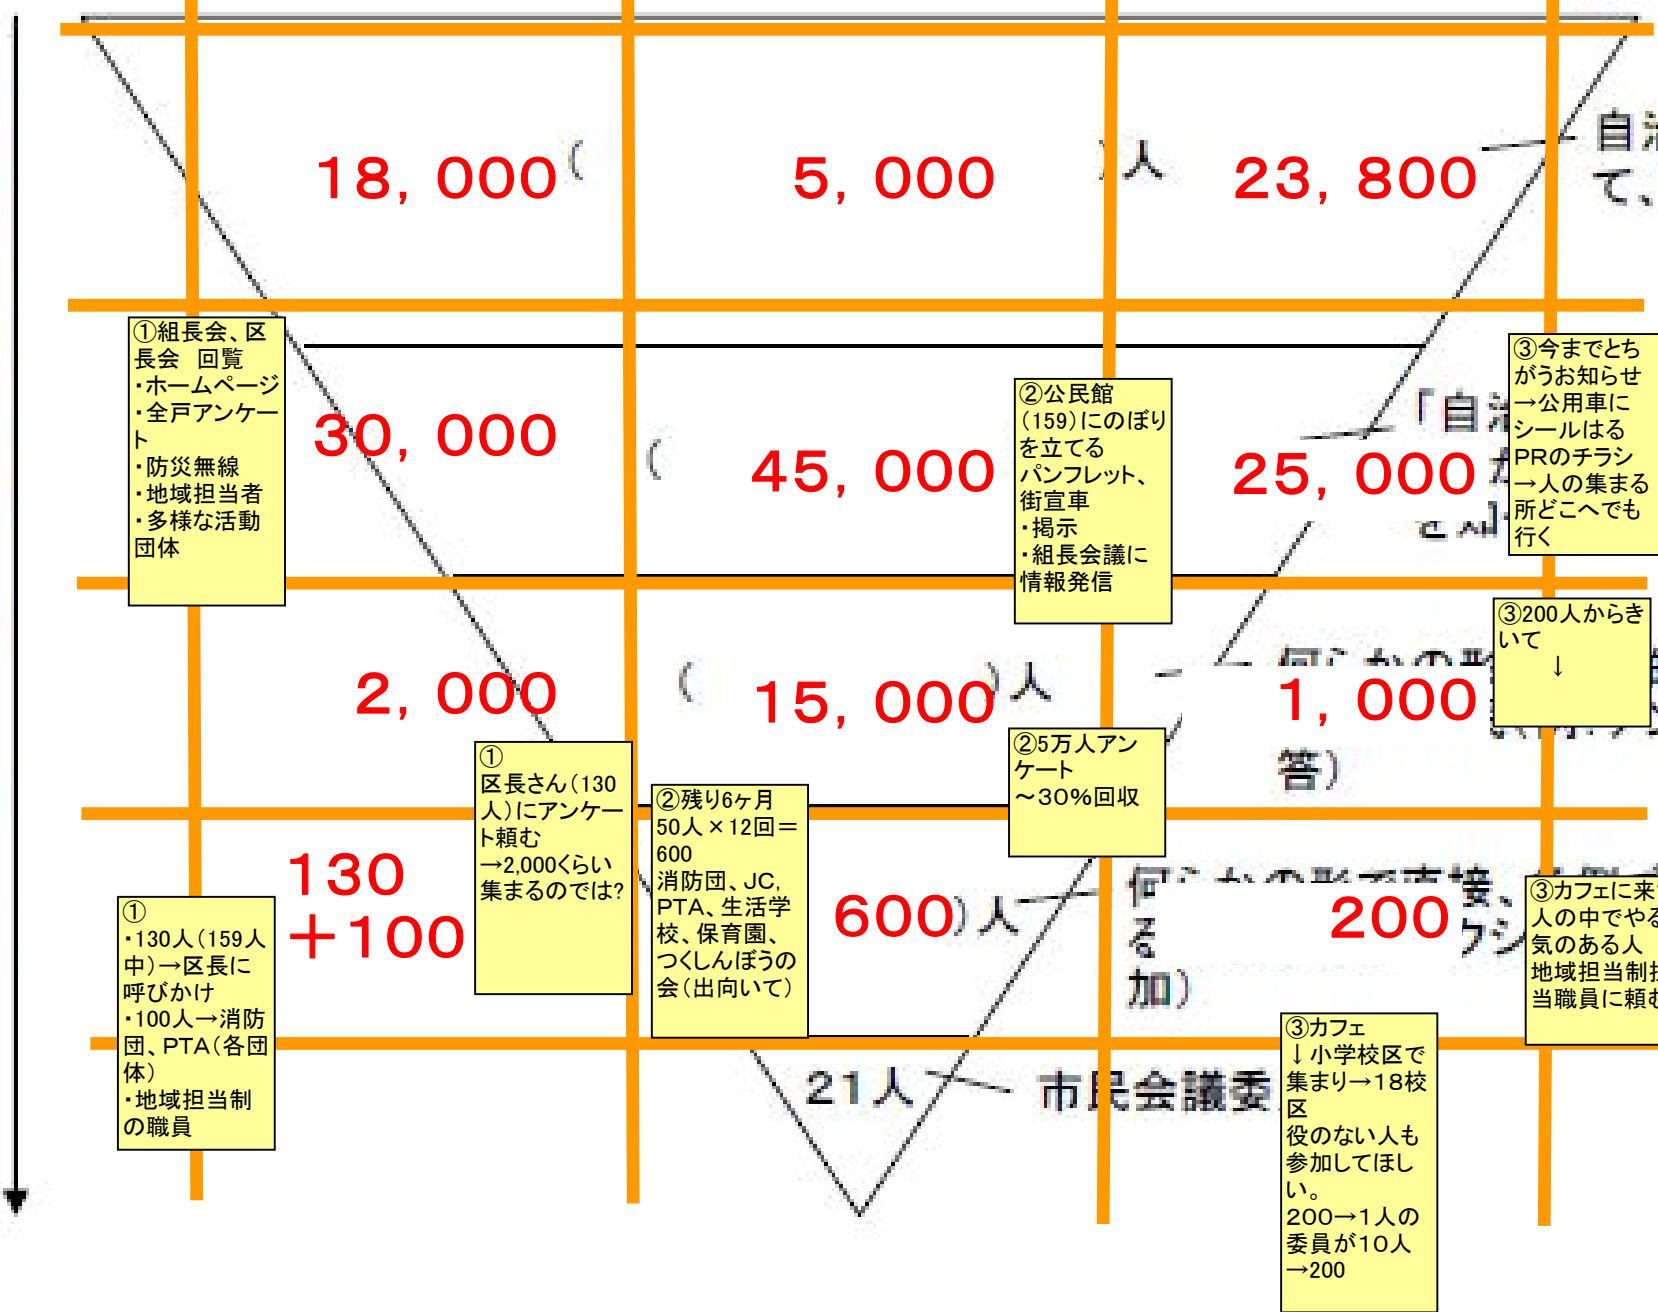 18，000
（
5，000
）人
23，800
自治
て、
①組長会、区
長会　回覧
・ホームページ
・全戸アンケー
ト
・防災無線
・地域担当者
・多様な活動
団体
30，000
（
45，000
②公民館
（159）にのぼり
を立てる
パンフレット、
街宣車
・掲示
・組長会議に
情報発信
25，000
「自治
③今までとち
がうお知らせ
→公用車に
シールはる
PRのチラシ
→人の集まる
所どこへでも
行く
2，000
（
15，000
）人
1，000
答）
③200人からき
いて
↓
①
区長さん（130
人）にアンケー
ト頼む
→2,000くらい
集まるのでは?
②5万人アン
ケート
～30％回収
130
＋100
②残り6ヶ月
50人×12回＝
600
消防団、JC,
PTA、生活学
校、保育園、
つくしんぼうの
会（出向いて）
600
）人
何らかの形で直接、
る
加）
200
③カフェに来
人の中でやる
気のある人
地域担当制担
当職員に頼む
①
・130人（159人
中）→区長に
呼びかけ
・100人→消防
団、PTA（各団
体）
・地域担当制
の職員
21人
市民会議委
③カフェ
↓小学校区で
集まり→18校
区
役のない人も
参加してほし
い。
200→1人の
委員が10人
→200